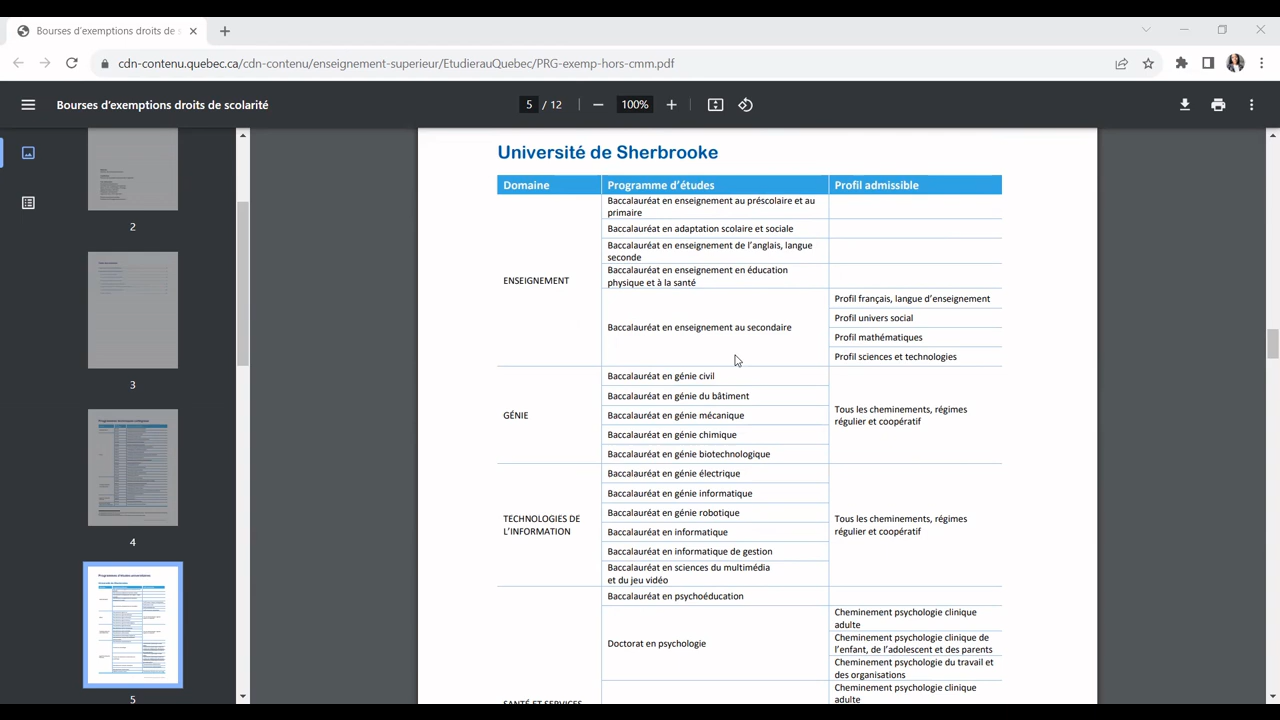 Bourses d'exemptions droits de s
cdn-contenu.quebec.ca/cdn-contenu/enseignement-superieur/EtudierauQuebec/PRG-exemp-hors-cmm.pdf
Bourses d'exemptions droits de scolarité
5 / 12
100%
2
3
4
5
Université de Sherbrooke
Domaine
Programme d'études
Profil admissible
ENSEIGNEMENT
Baccalauréat en enseignement au préscolaire et au
primaire
Baccalauréat en adaptation scolaire et sociale
Baccalauréat en enseignement de l'anglais, langue
seconde
Baccalauréat en enseignement en éducation
physique et à la santé
Baccalauréat en enseignement au secondaire
Profil français, langue d'enseignement
Profil univers social
Profil mathématiques
Profil sciences et technologies
GÉNIE
Baccalauréat en génie civil
Baccalauréat en génie du bâtiment
Baccalauréat en génie mécanique
Baccalauréat en génie chimique
Baccalauréat en génie biotechnologique
Tous les cheminements, régimes
régulier et coopératif
TECHNOLOGIES DE
L'INFORMATION
Baccalauréat en génie électrique
Baccalauréat en génie informatique
Baccalauréat en génie robotique
Baccalauréat en informatique
Baccalauréat en informatique de gestion
Baccalauréat en sciences du multimédia
et du jeu vidéo
Tous les cheminements, régimes
régulier et coopératif
Baccalauréat en psychoéducation
Doctorat en psychologie
Cheminement psychologie clinique
adulte
Cheminement psychologie clinique de
l'enfant, de l'adolescent et des parents
Cheminement psychologie du travail et
des organisations
Cheminement psychologie clinique
adulte
SANTÉ ET SERVICES